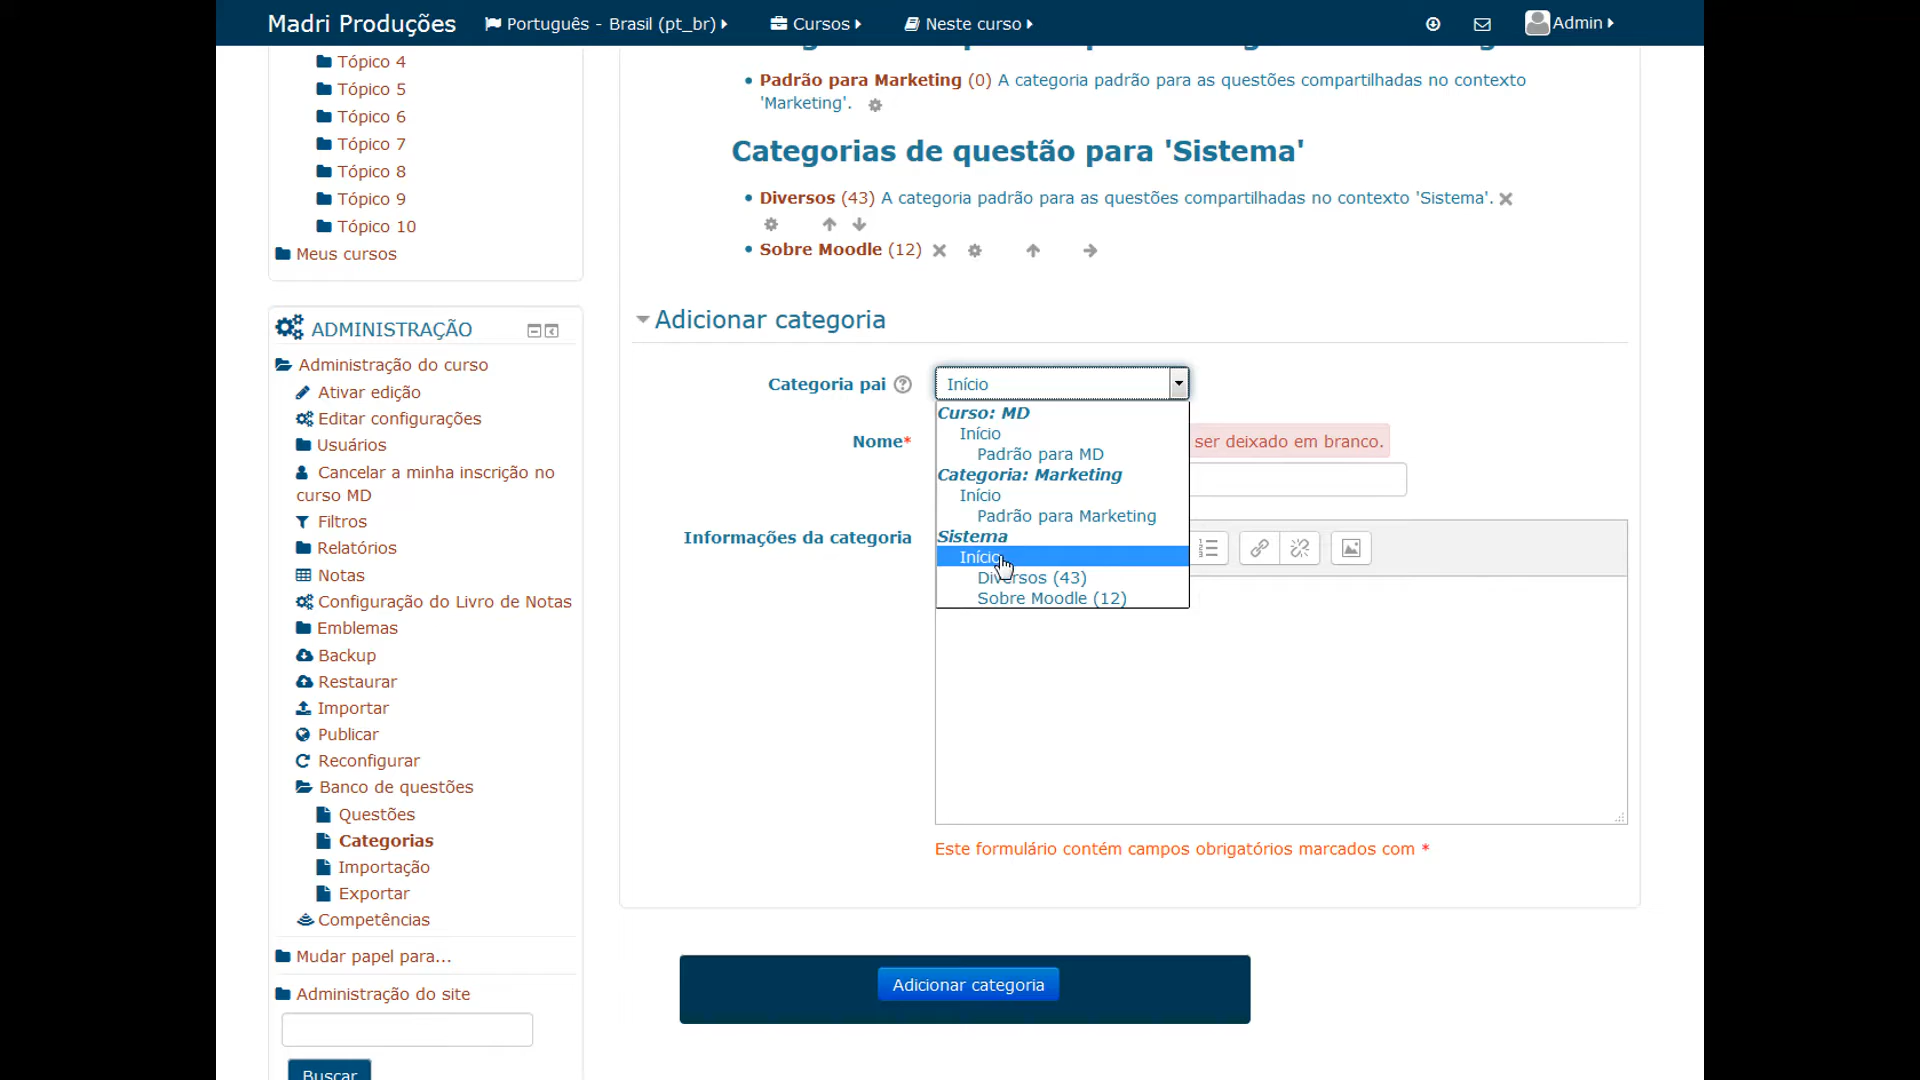 Madri Produções Português - Brasil (pt_br) Cursos Neste curso Admin
Tópico 4
Tópico 5
Tópico 6
Tópico 7
Tópico 8
Tópico 9
Tópico 10
Meus cursos
ADMINISTRAÇÃO
Administração do curso
Ativar edição
Editar configurações
Usuários
Cancelar a minha inscrição no
curso MD
Filtros
Relatórios
Notas
Configuração do Livro de Notas
Emblemas
Backup
Restaurar
Importar
Publicar
Reconfigurar
Banco de questões
Questões
Categorias
Importação
Exportar
Competências
Mudar papel para...
Administração do site
Buscar
Padrão para Marketing (0) A categoria padrão para as questões compartilhadas no contexto
'Marketing'.
Categorias de questão para 'Sistema'
Diversos (43) A categoria padrão para as questões compartilhadas no contexto 'Sistema'.
Sobre Moodle (12)
Adicionar categoria
Categoria pai Início
Curso: MD
Início
Padrão para MD
Categoria: Marketing
Início
Padrão para Marketing
Sistema
Início
Diversos (43)
Sobre Moodle (12)
Nome* ser deixado em branco.
Informações da categoria
Este formulário contém campos obrigatórios marcados com *
Adicionar categoria